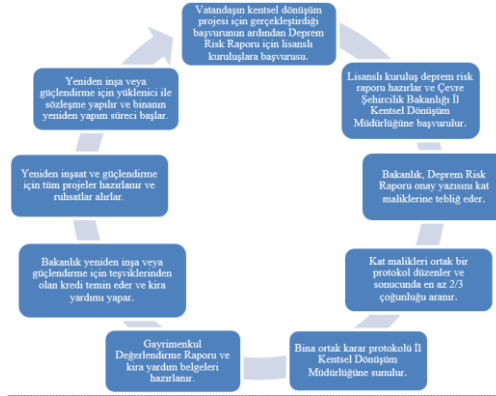 Vatandaşın kentsel dönüşüm
projesi için gerçekleştirdiği
başvurunun ardından Deprem
Risk Raporu için lisanslı
kuruluşlara başvurusu.
Lisanslı kuruluş deprem risk
raporu hazırlar ve Çevre
Şehircilik Bakanlığı İl
Kentsel Dönüşüm
Müdürlüğüne başvurulur.
Bakanlık, Deprem Risk
Raporu onay yazısını kat
maliklerine tebliğ eder.
Kat malikleri ortak bir
protokol düzenler ve
sonucunda en az 2/3
çoğunluğu aranır.
Bina ortak karar protokolü İl
Kentsel Dönüşüm
Müdürlüğüne sunulur.
Gayrimenkul
Değerlendirme Raporu ve
kira yardım belgeleri
hazırlanır.
Bakanlık yeniden inşa veya
güçlendirme için teşviklerinden
olan kredi temin eder ve kira
yardımı yapar.
Yeniden inşaat ve güçlendirme
için tüm projeler hazırlanır ve
ruhsatlar alırlar.
Yeniden inşa veya
güçlendirme için yüklenici ile
sözleşme yapılır ve binanın
yeniden yapım süreci başlar.